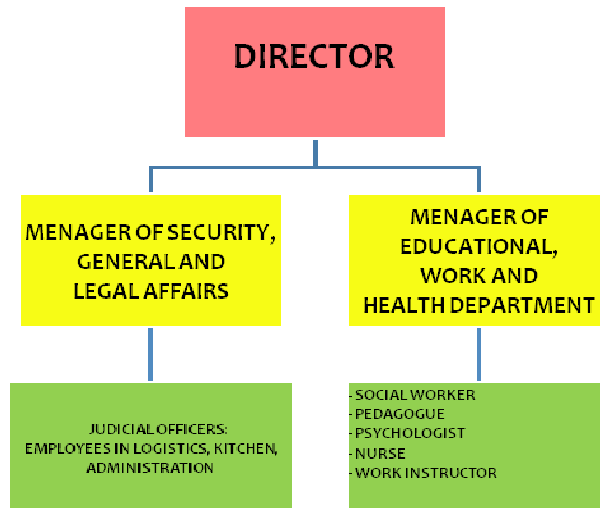 DIRECTOR
MENAGER OF SECURITY,
GENERAL AND
LEGAL AFFAIRS
MENAGER OF
EDUCATIONAL,
WORK AND
HEALTH DEPARTMENT
JUDICIAL OFFICERS:
EMPLOYEES IN LOGISTICS, KITCHEN,
ADMINISTRATION
- SOCIAL WORKER
- PEDAGOGUE
- PSYCHOLOGIST
- NURSE
- WORK INSTRUCTOR